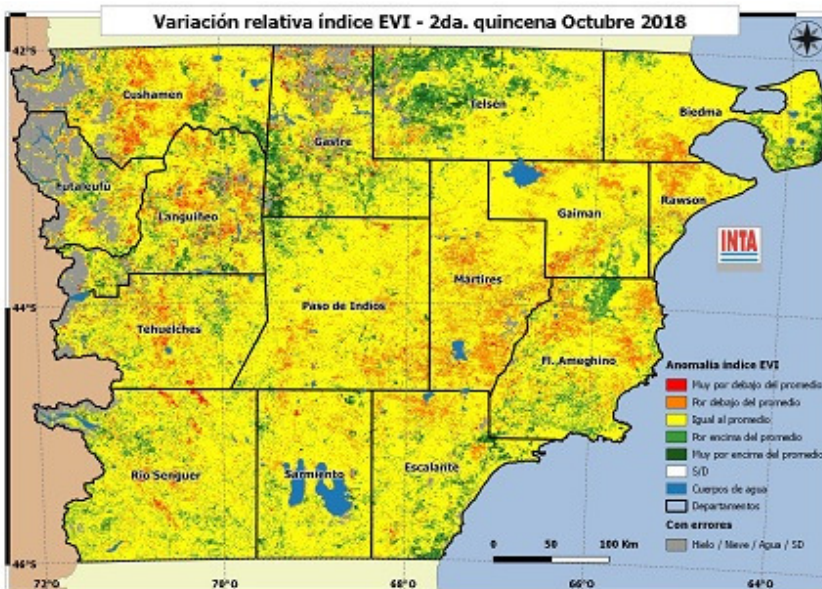 Variación relativa índice EVI - 2da. quincena Octubre 2018
42°S
Cushamen
Gastre
Telsen
Biedma
Futaleufú
Languiñeo
Gaiman
Rawson
INTA
44°S
Tehuelches
Paso de Indios
Mártires
Fl. Ameghino
Anomalía índice EVI
Muy por debajo del promedio
Por debajo del promedio
Igual al promedio
Por encima del promedio
Muy por encima del promedio
S/D
Cuerpos de agua
Departamentos
Con errores
Hielo / Nieve / Agua / SD
Río Senguer
Sarmiento
Escalante
0 50 100 Km
46°S
72°O 70°O 68°O 66°O 64°O